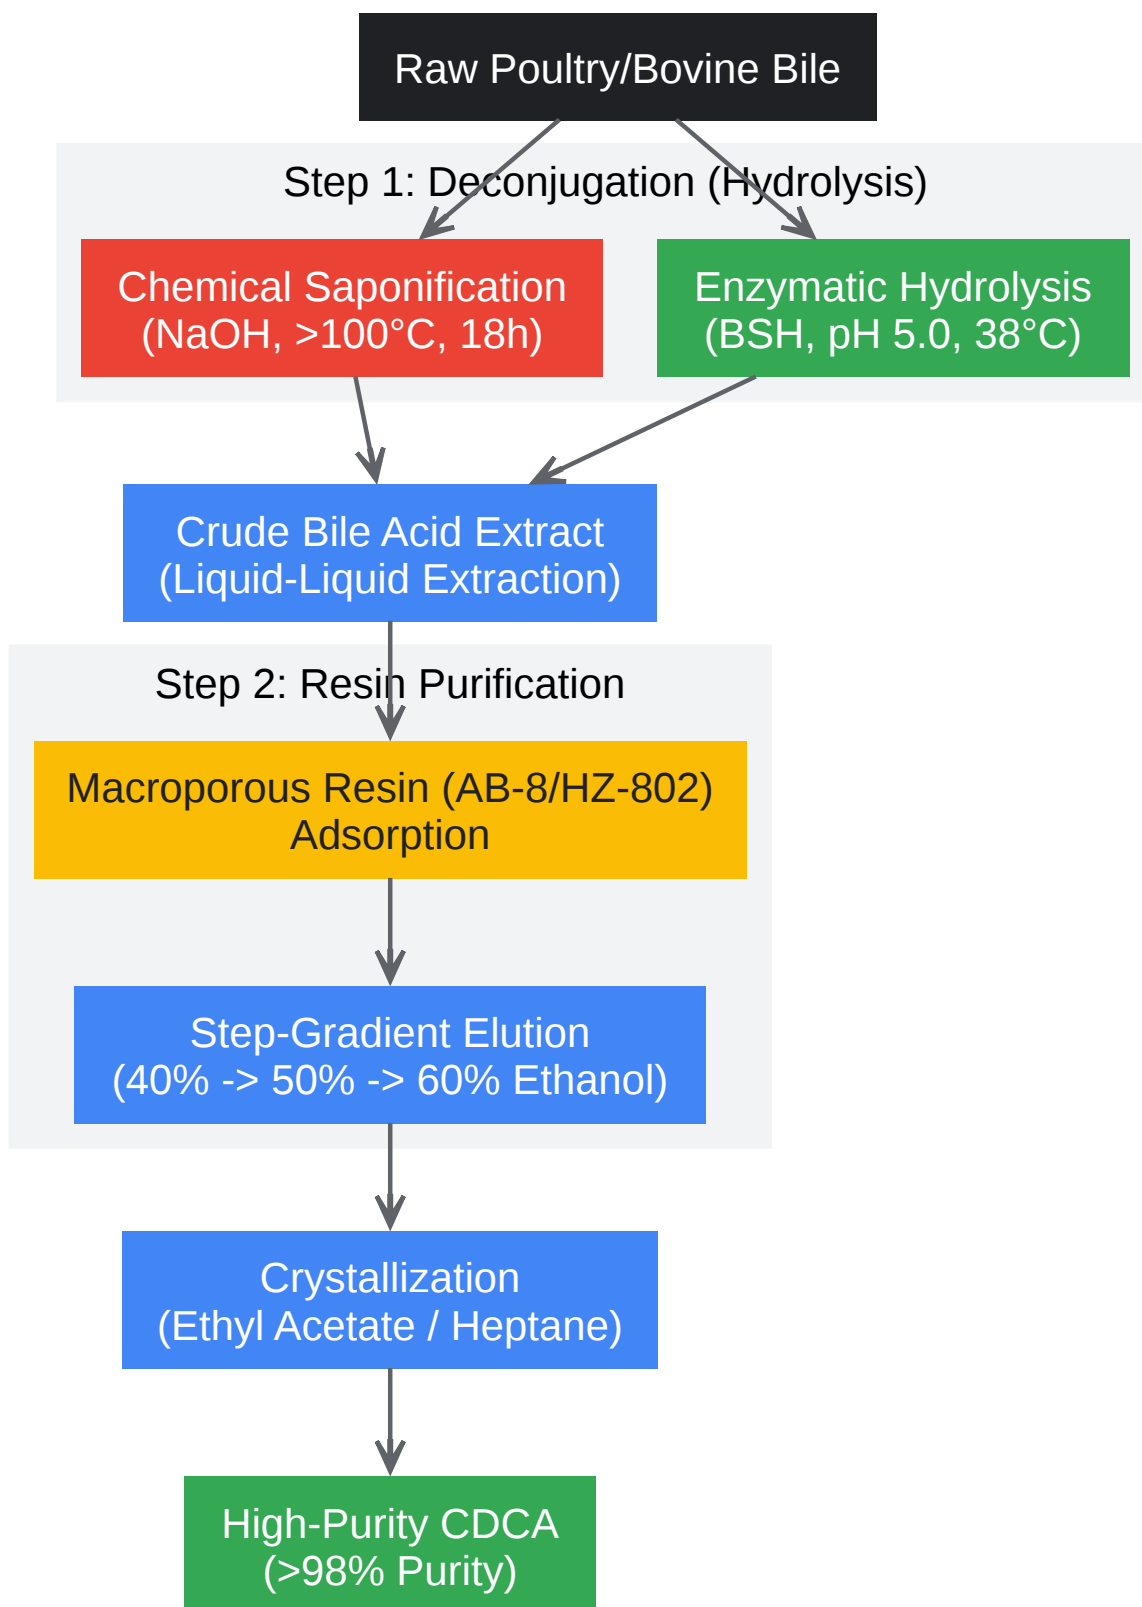 Raw Poultry/Bovine Bile
Step 1: Deconjugation (Hydrolysis)
Chemical Saponification
(NaOH, >100°C, 18h)
Enzymatic Hydrolysis
(BSH, pH 5.0, 38°C)
Crude Bile Acid Extract
(Liquid-Liquid Extraction)
Step 2: Resin Purification
Macroporous Resin (AB-8/HZ-802)
Adsorption
Step-Gradient Elution
(40% -> 50% -> 60% Ethanol)
Crystallization
(Ethyl Acetate / Heptane)
High-Purity CDCA
(>98% Purity)